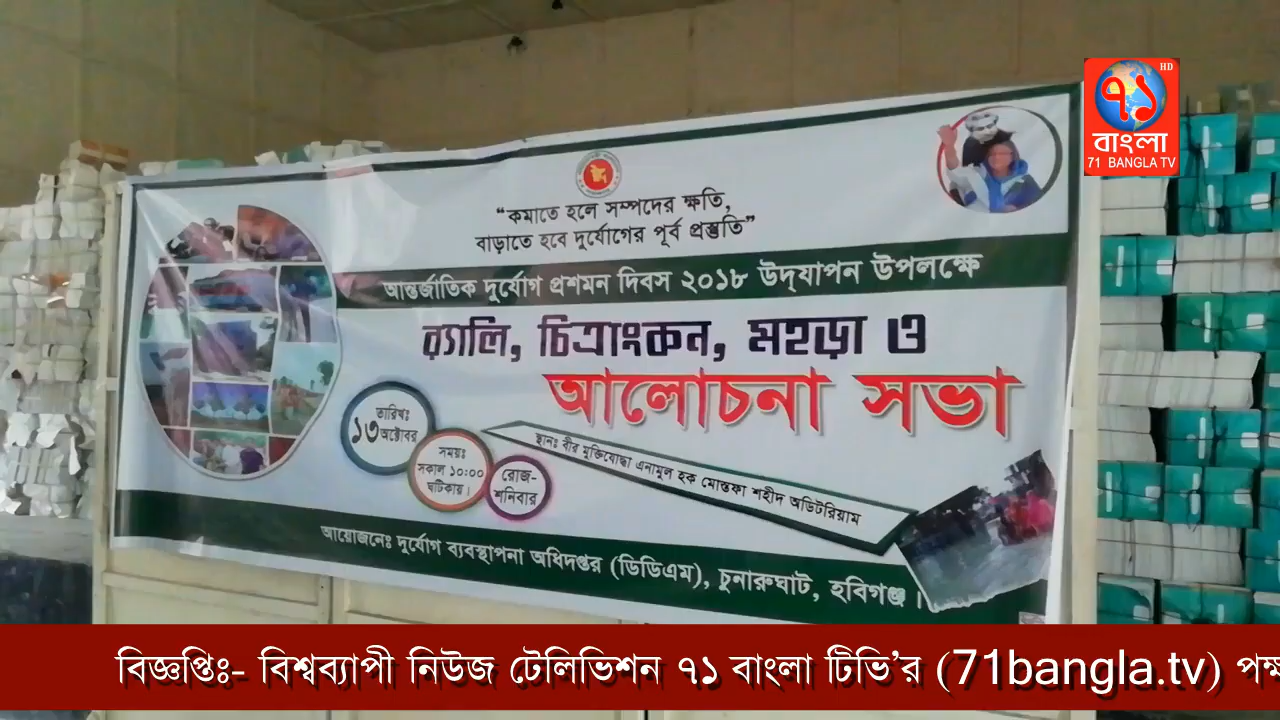 HD
৭১
বাংলা
71 BANGLA TV
“কমাতে হলে সম্পদের ক্ষতি,
বাড়াতে হবে দুর্যোগের পূর্ব প্রস্তুতি”
আন্তর্জাতিক দুর্যোগ প্রশমন দিবস ২০১৮ উদ্‌যাপন উপলক্ষে
র‍্যালি, চিত্রাংকন, মহড়া ও
আলোচনা সভা
তারিখঃ
১৩ অক্টোবর
সময়ঃ
সকাল ১০:০০
ঘটিকায়।
রোজ-
শনিবার
স্থানঃ বীর মুক্তিযোদ্ধা এনামুল হক মোস্তফা শহীদ অডিটরিয়াম
আয়োজনেঃ দুর্যোগ ব্যবস্থাপনা অধিদপ্তর (ডিডিএম), চুনারুঘাট, হবিগঞ্জ।
বিজ্ঞপ্তিঃ- বিশ্বব্যাপী নিউজ টেলিভিশন ৭১ বাংলা টিভি’র (71bangla.tv) পক্ষ